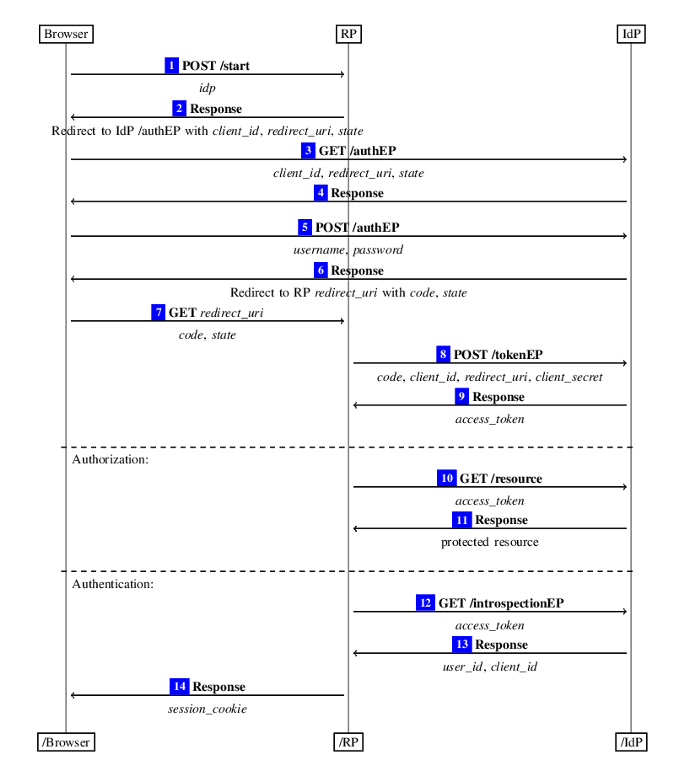 Browser RP IdP
1 POST /start
idp
2 Response
Redirect to IdP /authEP with client_id, redirect_uri, state
3 GET /authEP
client_id, redirect_uri, state
4 Response
5 POST /authEP
username, password
6 Response
Redirect to RP redirect_uri with code, state
7 GET redirect_uri
code, state
8 POST /tokenEP
code, client_id, redirect_uri, client_secret
9 Response
access_token
Authorization:
10 GET /resource
access_token
11 Response
protected resource
Authentication:
12 GET /introspectionEP
access_token
13 Response
user_id, client_id
14 Response
session_cookie
/Browser /RP /IdP